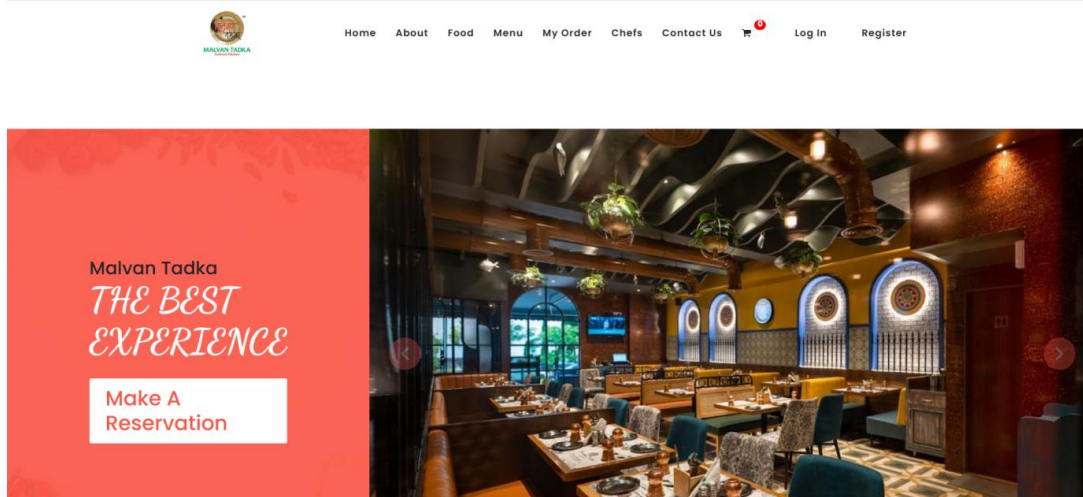 MALVAN TADKA
Home About Food Menu My Order Chefs Contact Us 0 Log In Register
Malvan Tadka
THE BEST
EXPERIENCE
Make A
Reservation